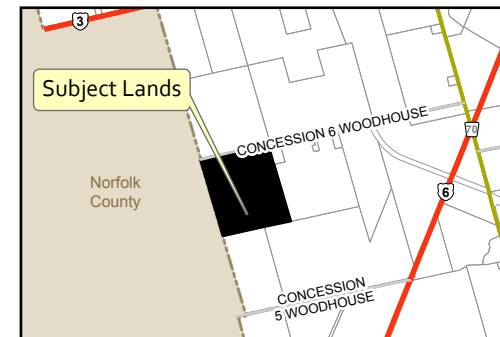 3
Subject Lands
CONCESSION 6 WOODHOUSE
70
Norfolk
County
6
CONCESSION
5 WOODHOUSE